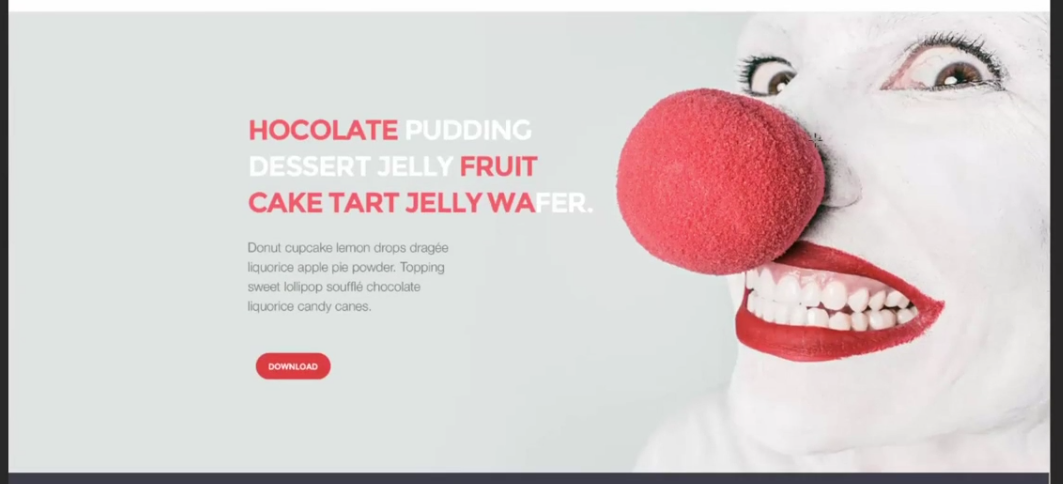 HOCOLATE PUDDING
DESSERT JELLY FRUIT
CAKE TART JELLY WAFER.
Donut cupcake lemon drops dragée
liquorice apple pie powder. Topping
sweet lollipop soufflé chocolate
liquorice candy canes.
DOWNLOAD